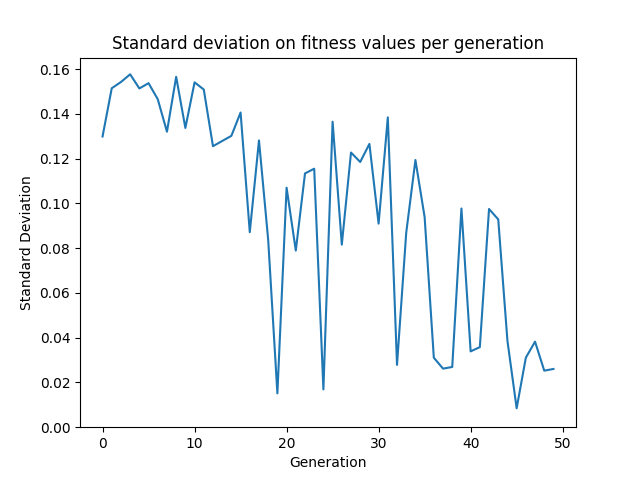 Standard deviation on fitness values per generation
0.16
0.14
0.12
0.10
0.08
0.06
0.04
0.02
0.00
Standard Deviation
0 10 20 30 40 50
Generation